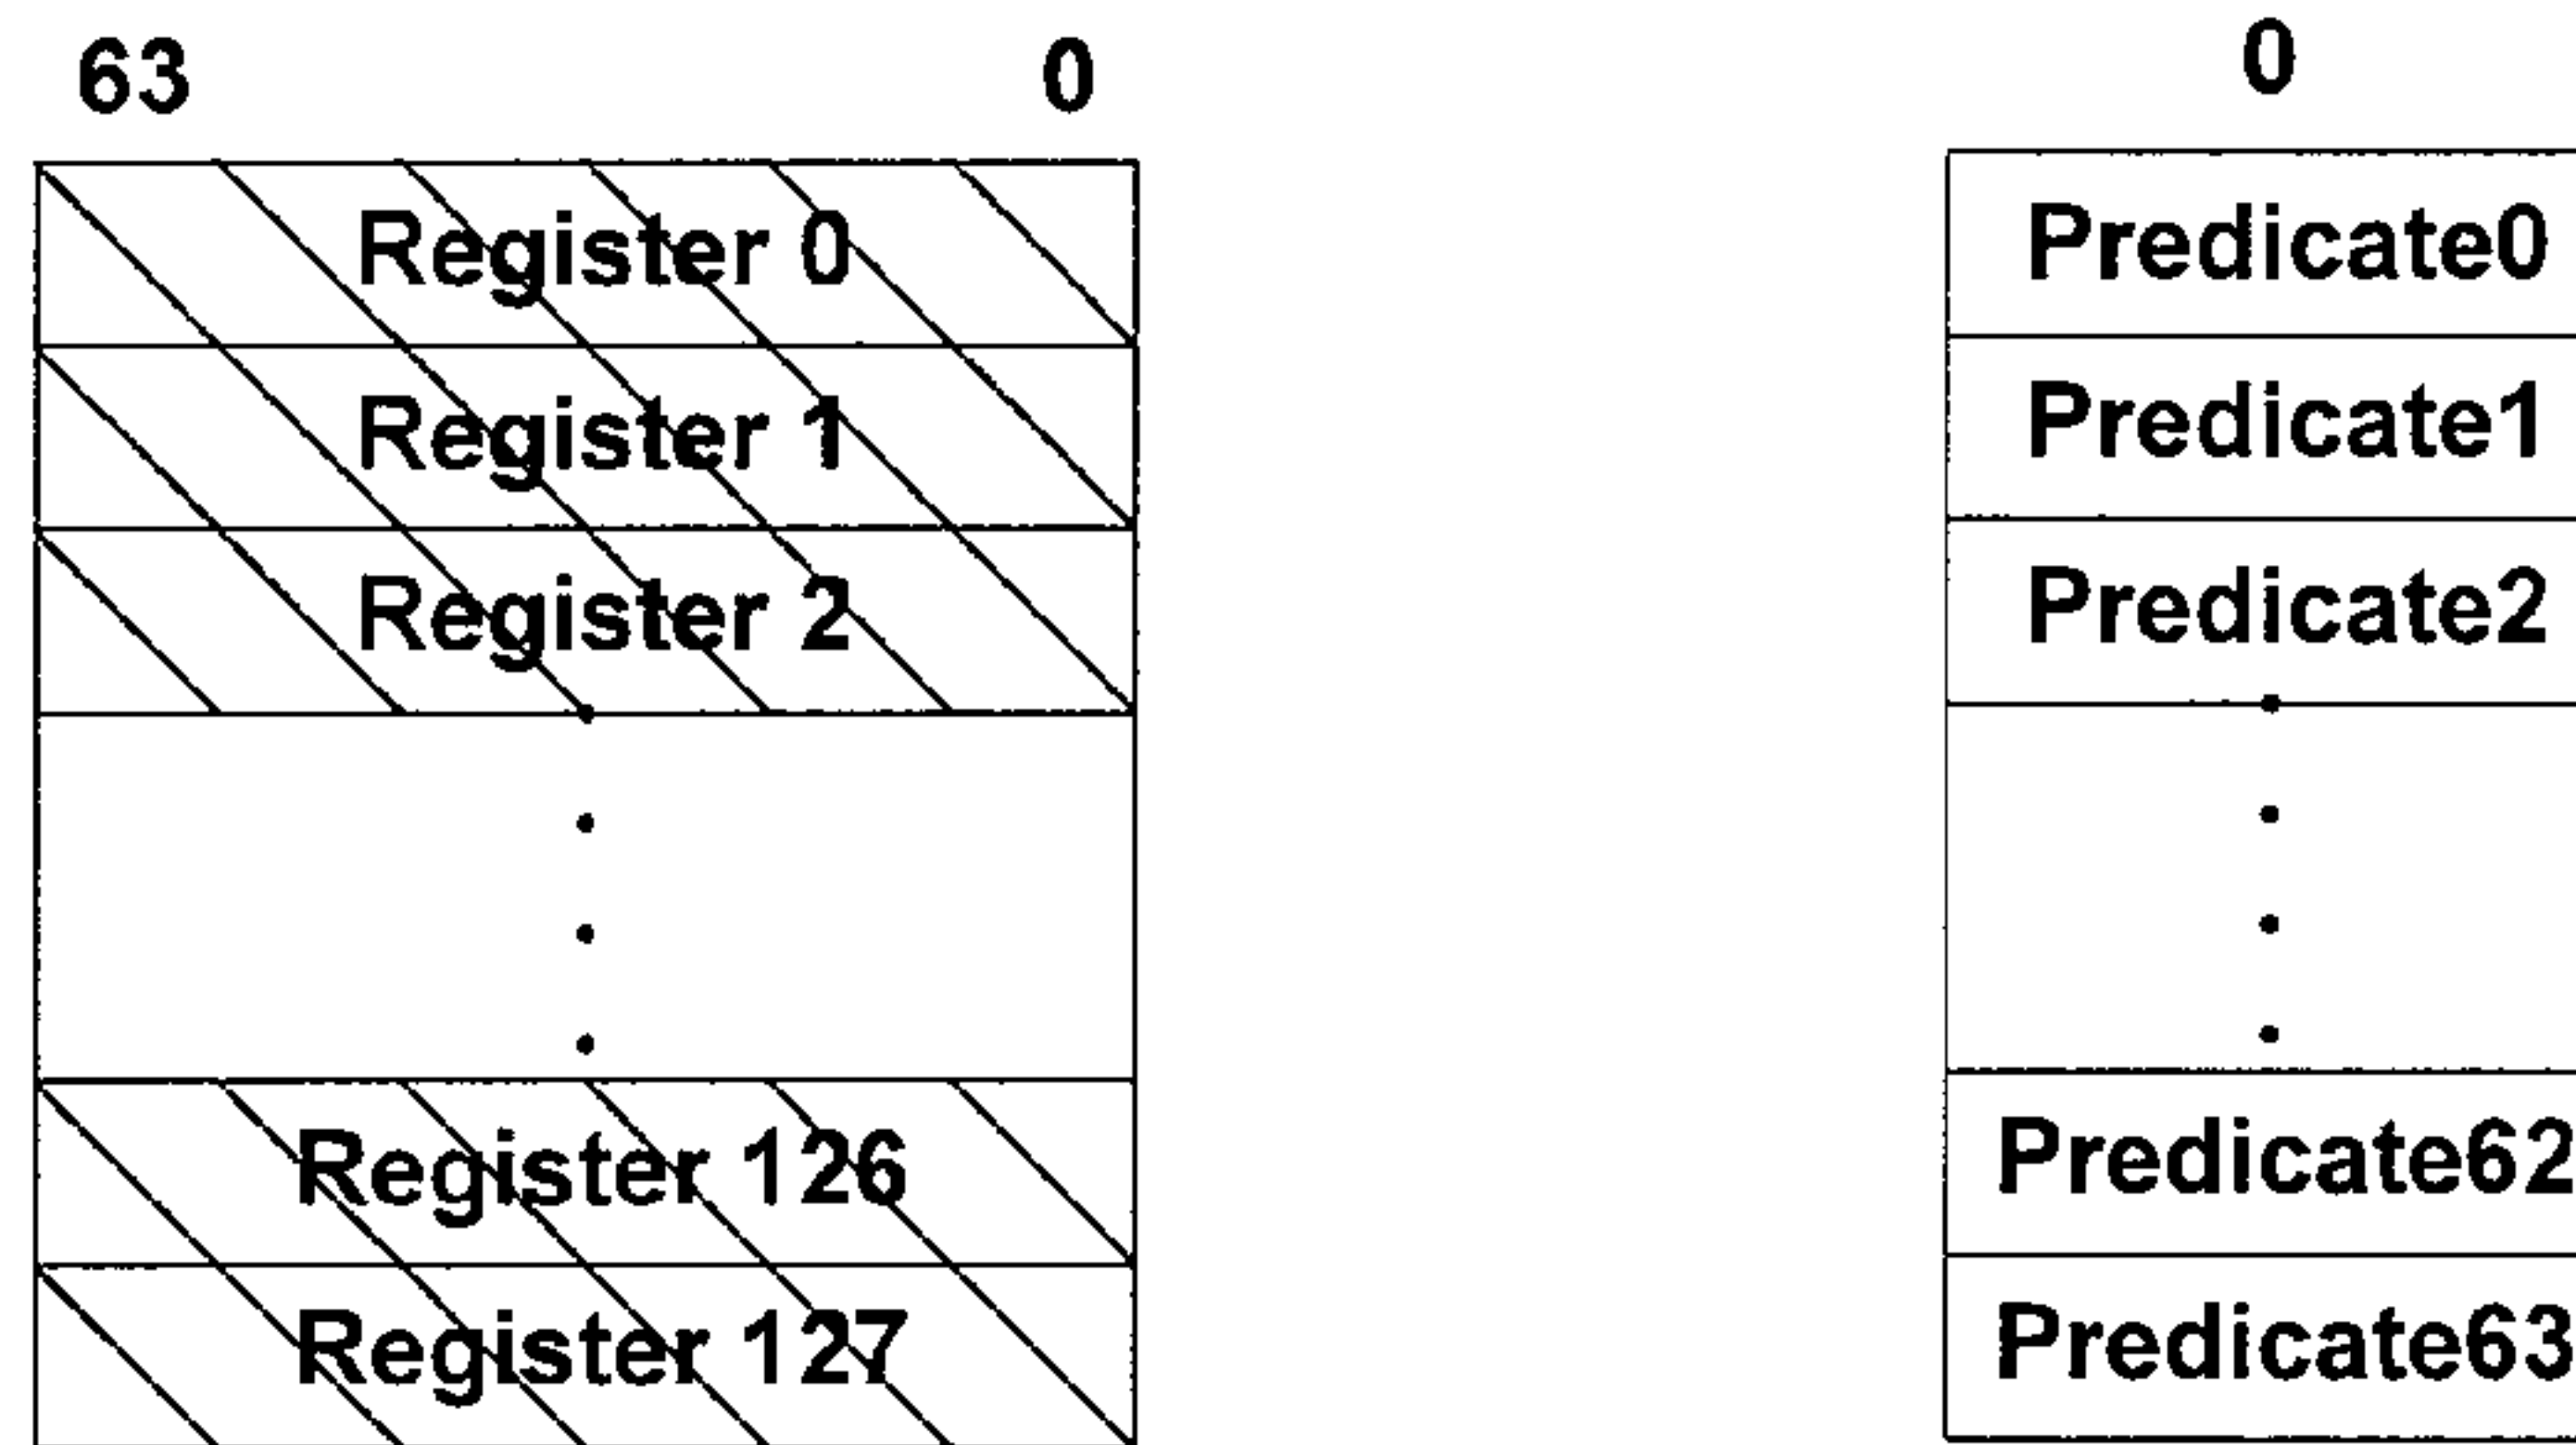 63 0
Register 0
Register 1
Register 2
Register 126
Register 127
0
Predicate0
Predicate1
Predicate2
Predicate62
Predicate63